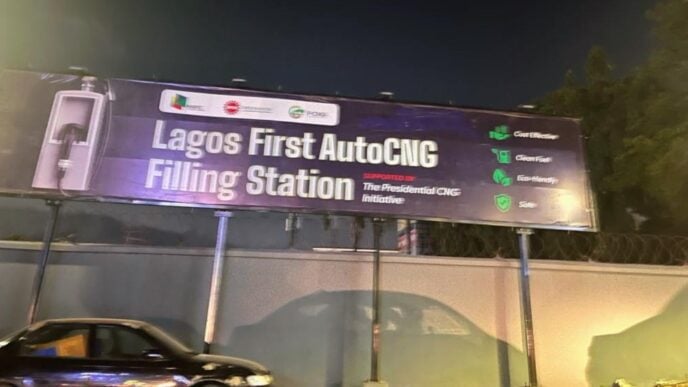 Lagos First AutoCNG
Filling Station
SUPPORTED BY
The Presidential CNG
Initiative
Cost Effective
Clean Fuel
Eco-friendly
Safe